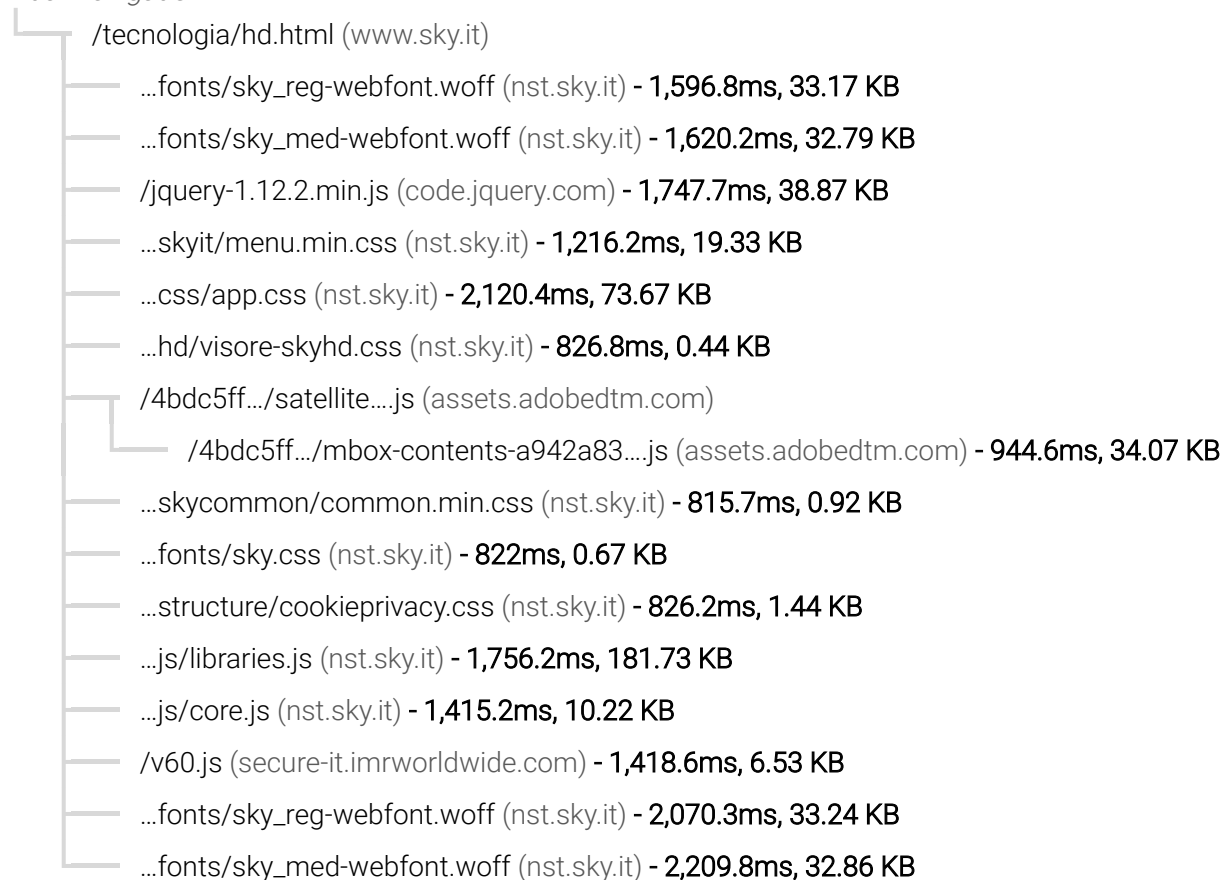 /tecnologia/hd.html (www.sky.it)
…fonts/sky_reg-webfont.woff (nst.sky.it) - 1,596.8ms, 33.17 KB
…fonts/sky_med-webfont.woff (nst.sky.it) - 1,620.2ms, 32.79 KB
/jquery-1.12.2.min.js (code.jquery.com) - 1,747.7ms, 38.87 KB
…skyit/menu.min.css (nst.sky.it) - 1,216.2ms, 19.33 KB
…css/app.css (nst.sky.it) - 2,120.4ms, 73.67 KB
…hd/visore-skyhd.css (nst.sky.it) - 826.8ms, 0.44 KB
/4bdc5ff…/satellite….js (assets.adobedtm.com)
/4bdc5ff…/mbox-contents-a942a83….js (assets.adobedtm.com) - 944.6ms, 34.07 KB
…skycommon/common.min.css (nst.sky.it) - 815.7ms, 0.92 KB
…fonts/sky.css (nst.sky.it) - 822ms, 0.67 KB
…structure/cookieprivacy.css (nst.sky.it) - 826.2ms, 1.44 KB
…js/libraries.js (nst.sky.it) - 1,756.2ms, 181.73 KB
…js/core.js (nst.sky.it) - 1,415.2ms, 10.22 KB
/v60.js (secure-it.imrworldwide.com) - 1,418.6ms, 6.53 KB
…fonts/sky_reg-webfont.woff (nst.sky.it) - 2,070.3ms, 33.24 KB
…fonts/sky_med-webfont.woff (nst.sky.it) - 2,209.8ms, 32.86 KB